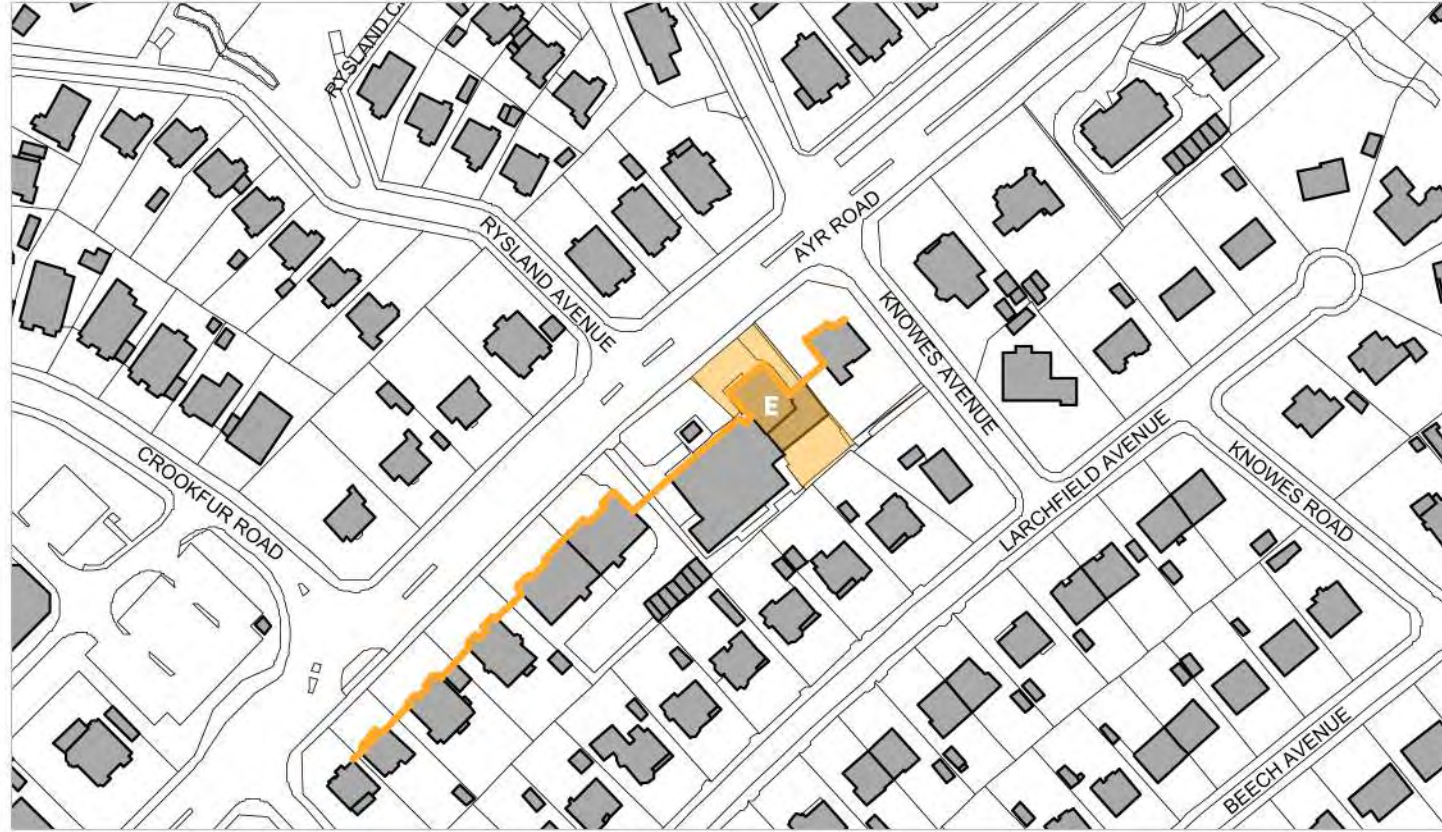 RYSLAND
RYSLAND AVENUE
AYR ROAD
KNOWES AVENUE
E
CROOKFUR ROAD
LARCHFIELD AVENUE
KNOWES ROAD
BEECH AVENUE